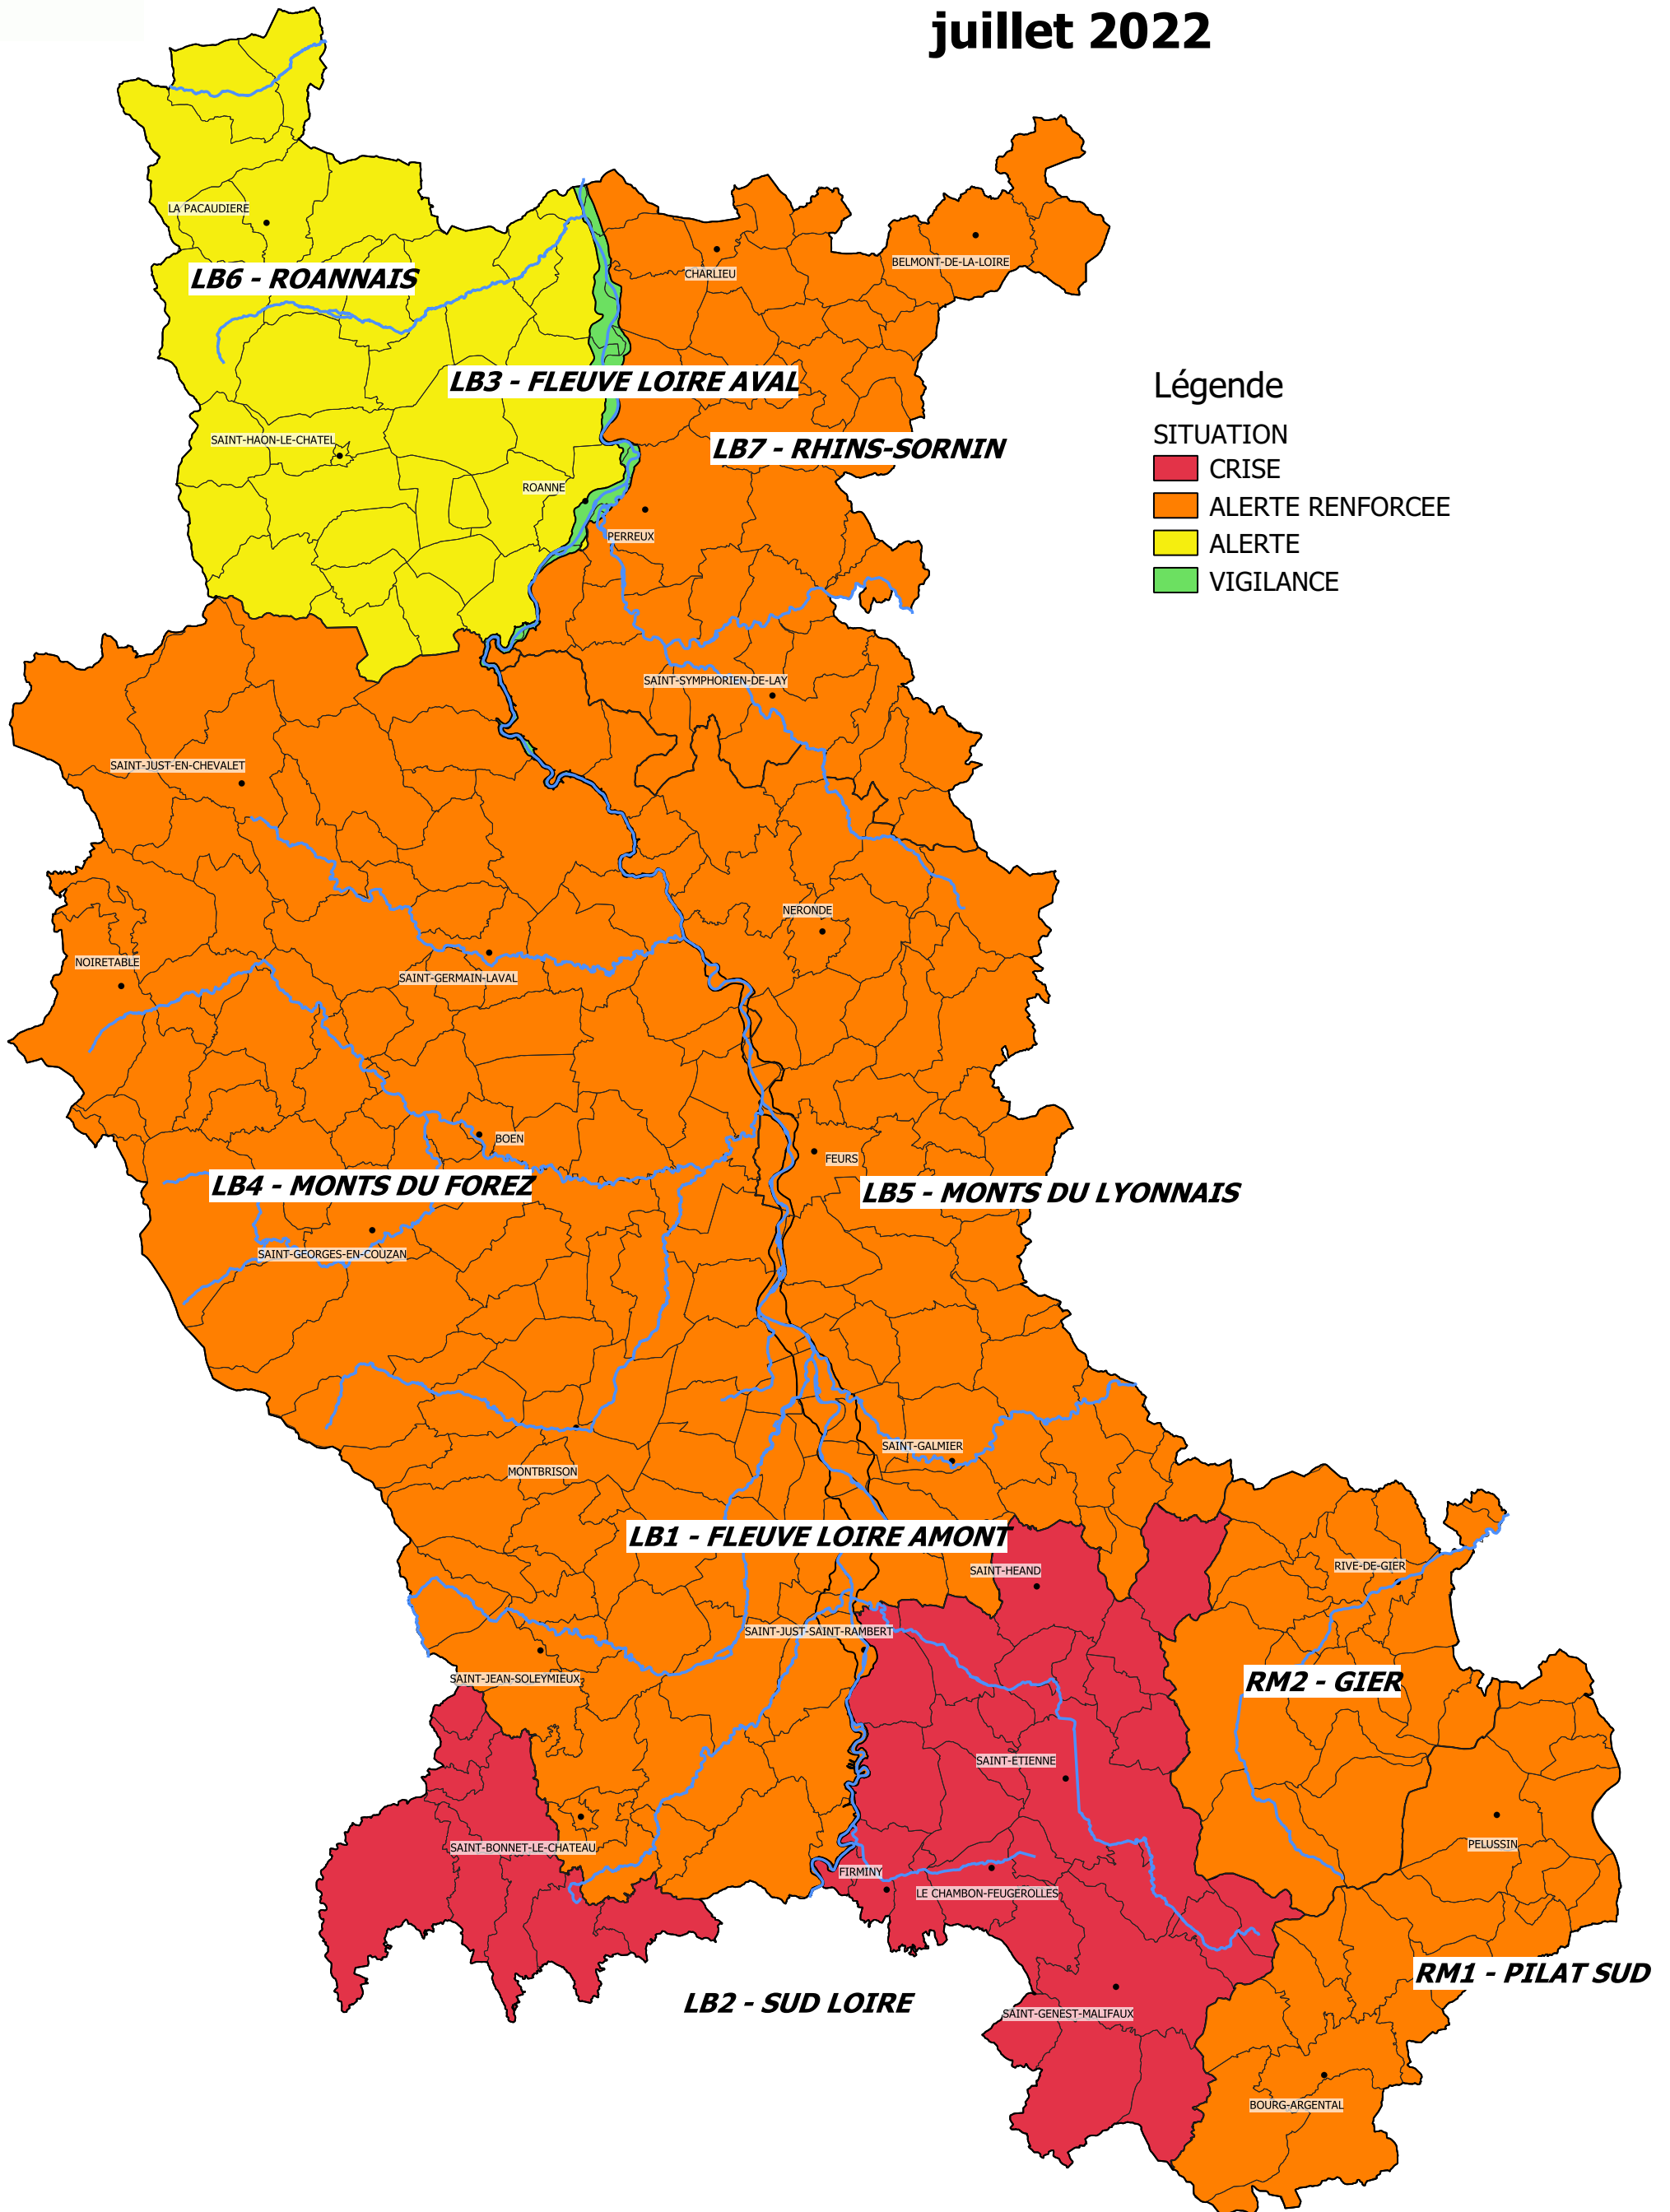 juillet 2022
LA PACAUDIERE
LB6 - ROANNAIS
CHARLIEU
BELMONT-DE-LA-LOIRE
LB3 - FLEUVE LOIRE AVAL
Légende
SITUATION
CRISE
ALERTE RENFORCEE
ALERTE
VIGILANCE
SAINT-HAON-LE-CHATEL
LB7 - RHINS-SORNIN
ROANNE
PERREUX
SAINT-SYMPHORIEN-DE-LAY
SAINT-JUST-EN-CHEVALET
NERONDE
NOIRETABLE
SAINT-GERMAIN-LAVAL
BOEN
FEURS
LB4 - MONTS DU FOREZ
LB5 - MONTS DU LYONNAIS
SAINT-GEORGES-EN-COUZAN
SAINT-GALMIER
MONTBRISON
LB1 - FLEUVE LOIRE AMONT
SAINT-HEAND
RIVE-DE-GIER
SAINT-JUST-SAINT-RAMBERT
SAINT-JEAN-SOLEYMIEUX
RM2 - GIER
SAINT-ETIENNE
SAINT-BONNET-LE-CHATEAU
PELUSSIN
FIRMINY
LE CHAMBON-FEUGEROLLES
RM1 - PILAT SUD
LB2 - SUD LOIRE
SAINT-GENEST-MALIFAUX
BOURG-ARGENTAL